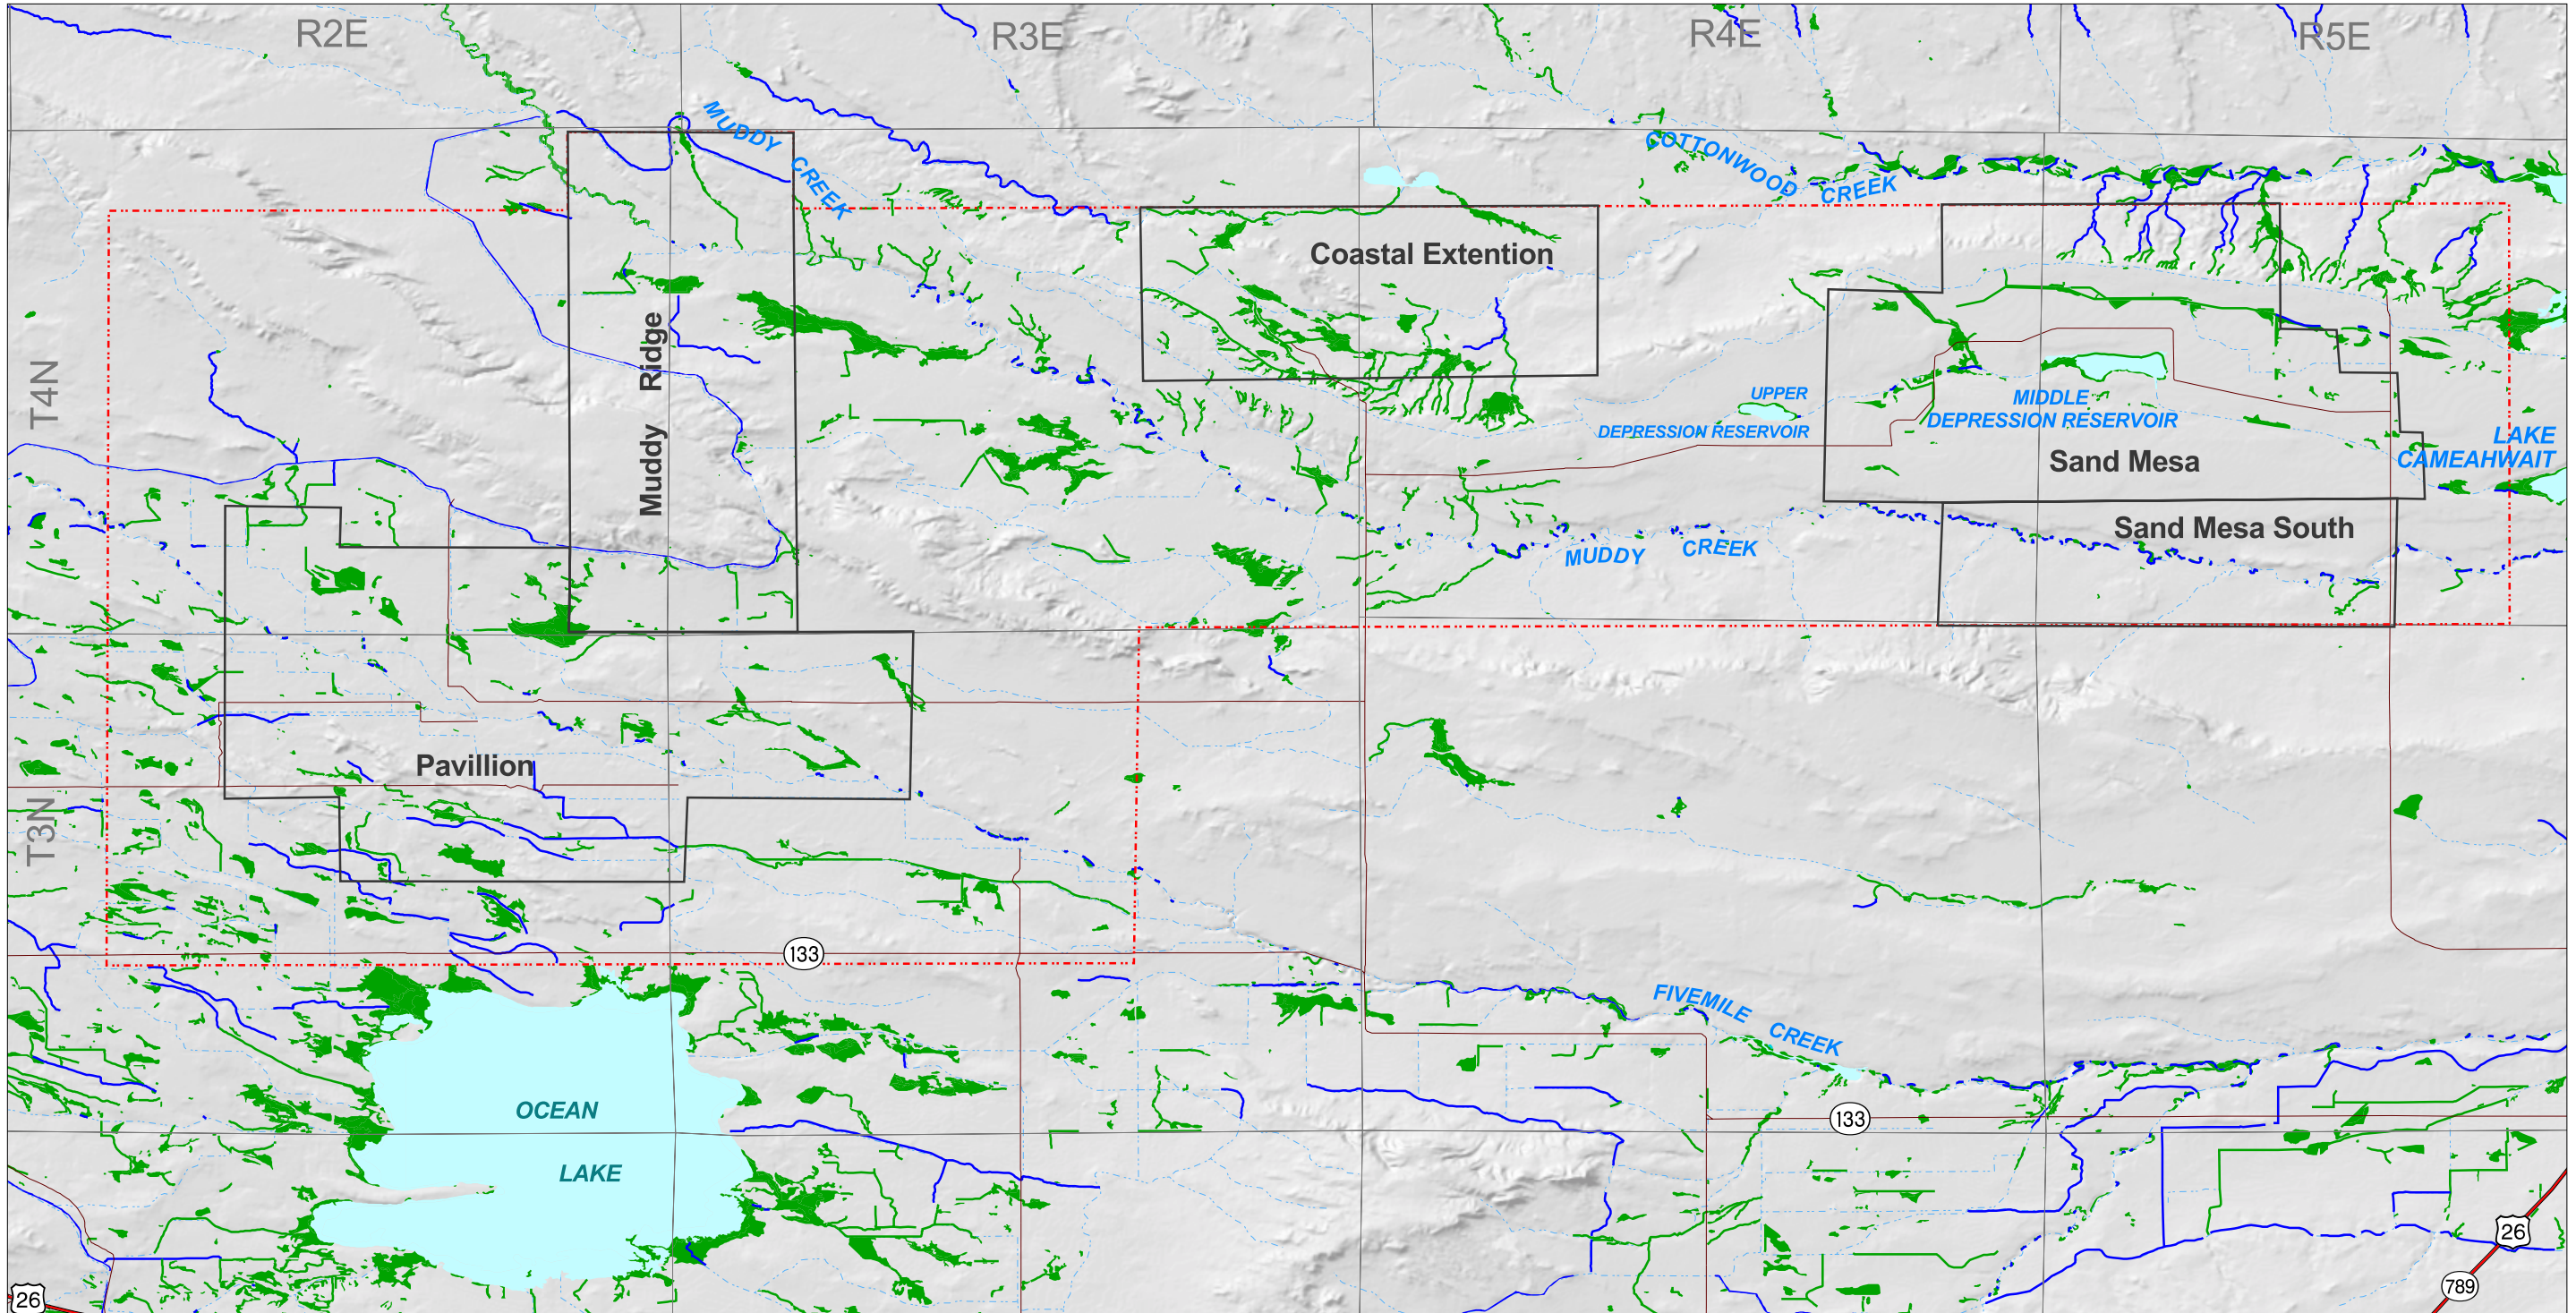 R2E
R3E
R4E
R5E
MUDDY CREEK
COTTONWOOD CREEK
Coastal Extention
Muddy Ridge
T4N
UPPER
DEPRESSION RESERVOIR
MIDDLE
DEPRESSION RESERVOIR
LAKE
CAMEAHWAIT
Sand Mesa
Sand Mesa South
MUDDY CREEK
Pavillion
T3N
133
FIVEMILE CREEK
OCEAN
LAKE
133
26
26
789